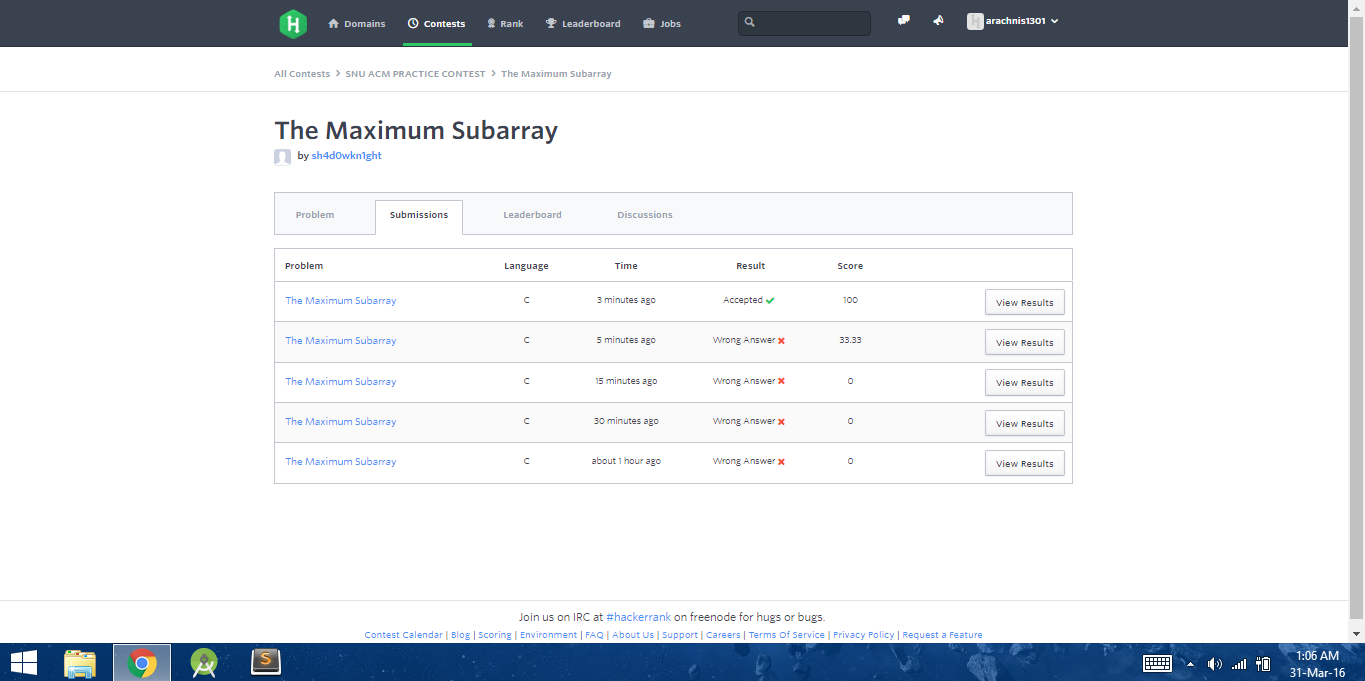 H Domains Contests Rank Leaderboard Jobs arachnis1301
All Contests > SNU ACM PRACTICE CONTEST > The Maximum Subarray
The Maximum Subarray
by sh4d0wkn1ght
Problem Submissions Leaderboard Discussions
Problem Language Time Result Score
The Maximum Subarray C 3 minutes ago Accepted 100 View Results
The Maximum Subarray C 5 minutes ago Wrong Answer 33.33 View Results
The Maximum Subarray C 15 minutes ago Wrong Answer 0 View Results
The Maximum Subarray C 30 minutes ago Wrong Answer 0 View Results
The Maximum Subarray C about 1 hour ago Wrong Answer 0 View Results
Join us on IRC at #hackerrank on freenode for hugs or bugs.
Contest Calendar | Blog | Scoring | Environment | FAQ | About Us | Support | Careers | Terms Of Service | Privacy Policy | Request a Feature
S
1:06 AM
31-Mar-16